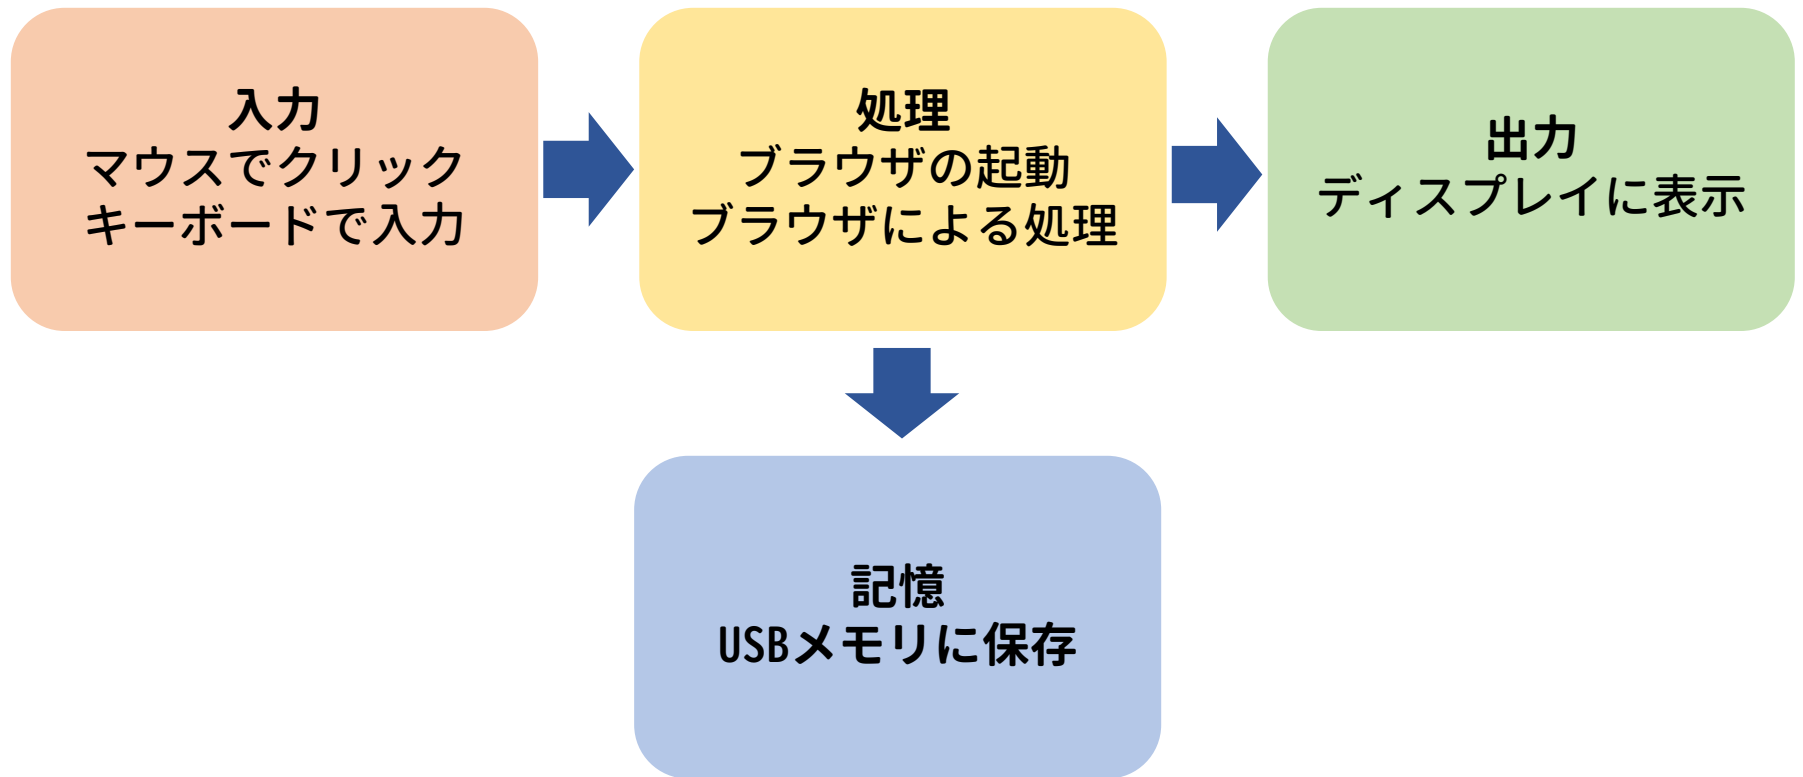 入力
マウスでクリック
キーボードで入力
処理
ブラウザの起動
ブラウザによる処理
出力
ディスプレイに表示
記憶
USBメモリに保存